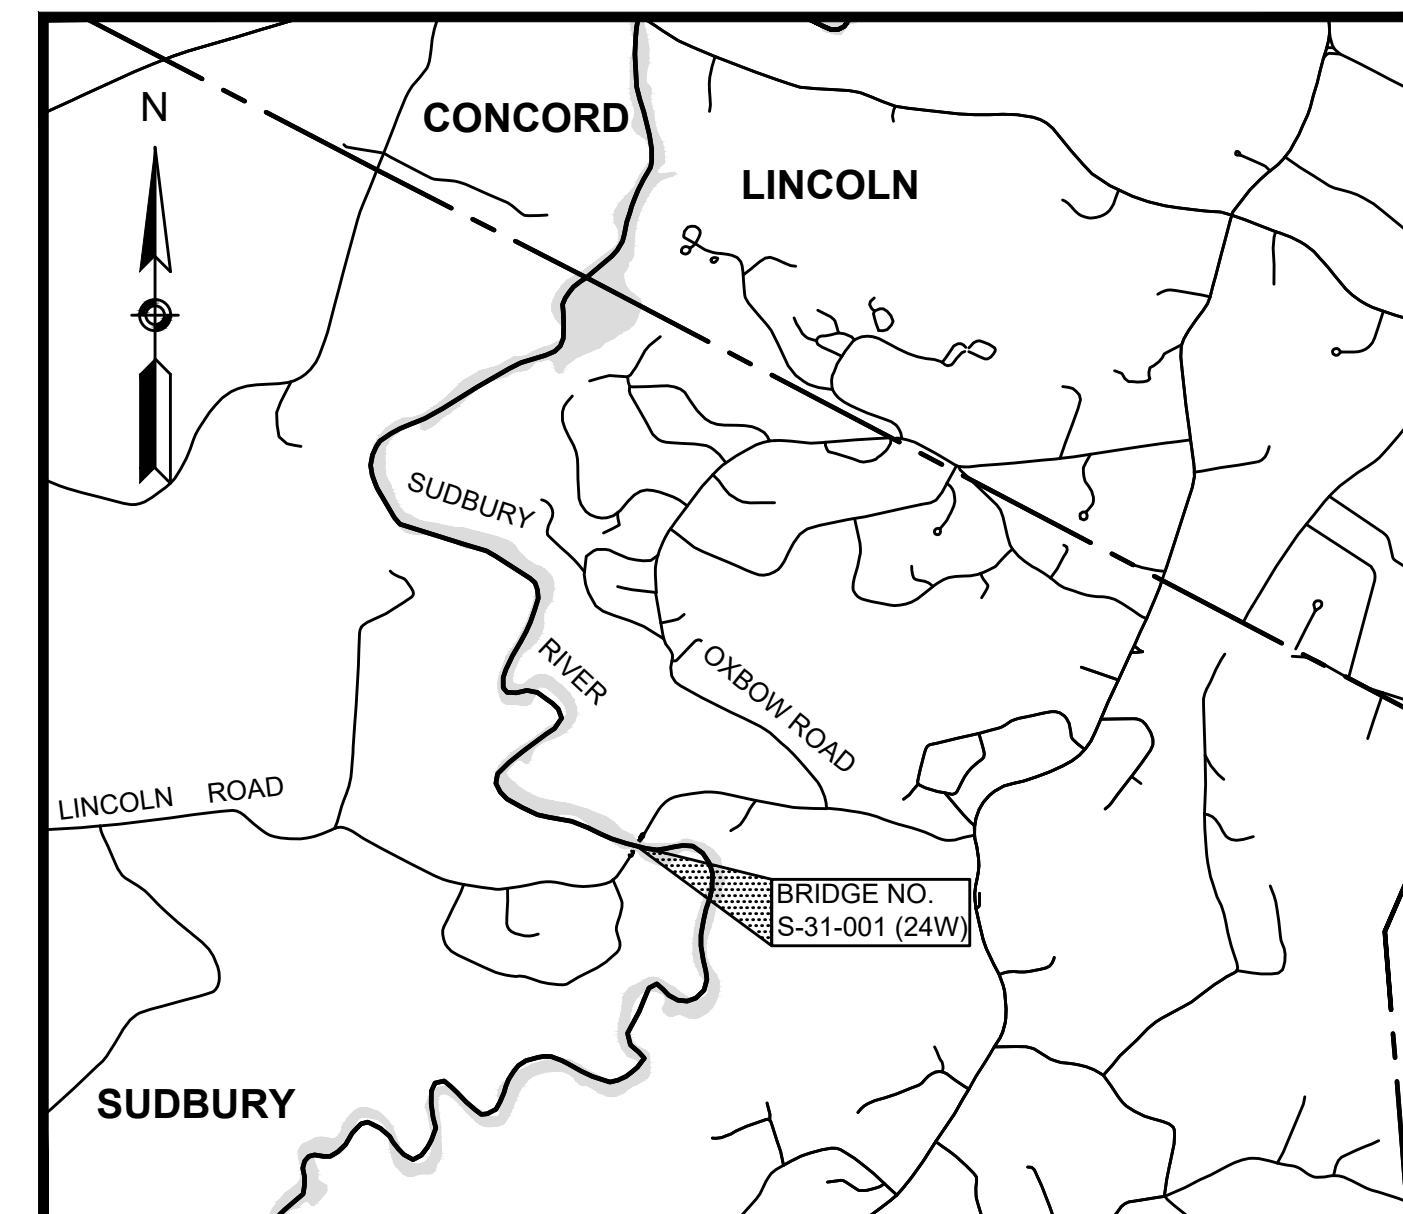 N
CONCORD
LINCOLN
SUDBURY
RIVER
OXBOW ROAD
LINCOLN ROAD
BRIDGE NO.
S-31-001 (24W)
SUDBURY